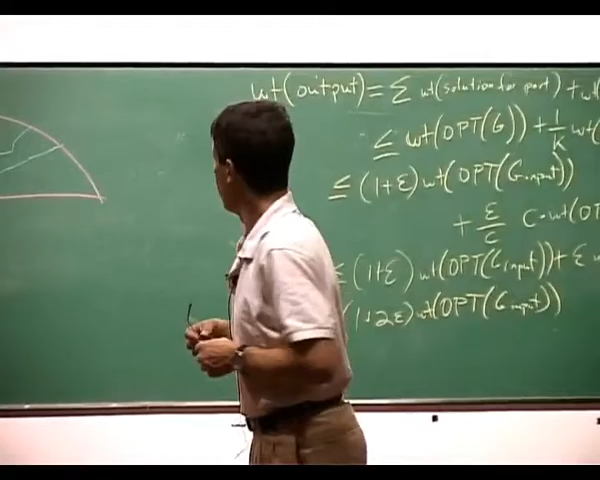 wt(output) = Σ wt(solution for part) + wt
≤ wt(OPT(G)) + 1/K wt(
≤ (1+ε) wt(OPT(G_input))
+ ε/c c·wt(OP
≤ (1+ε) wt(OPT(G_input)) + ε w
(1+2ε) wt(OPT(G_input))